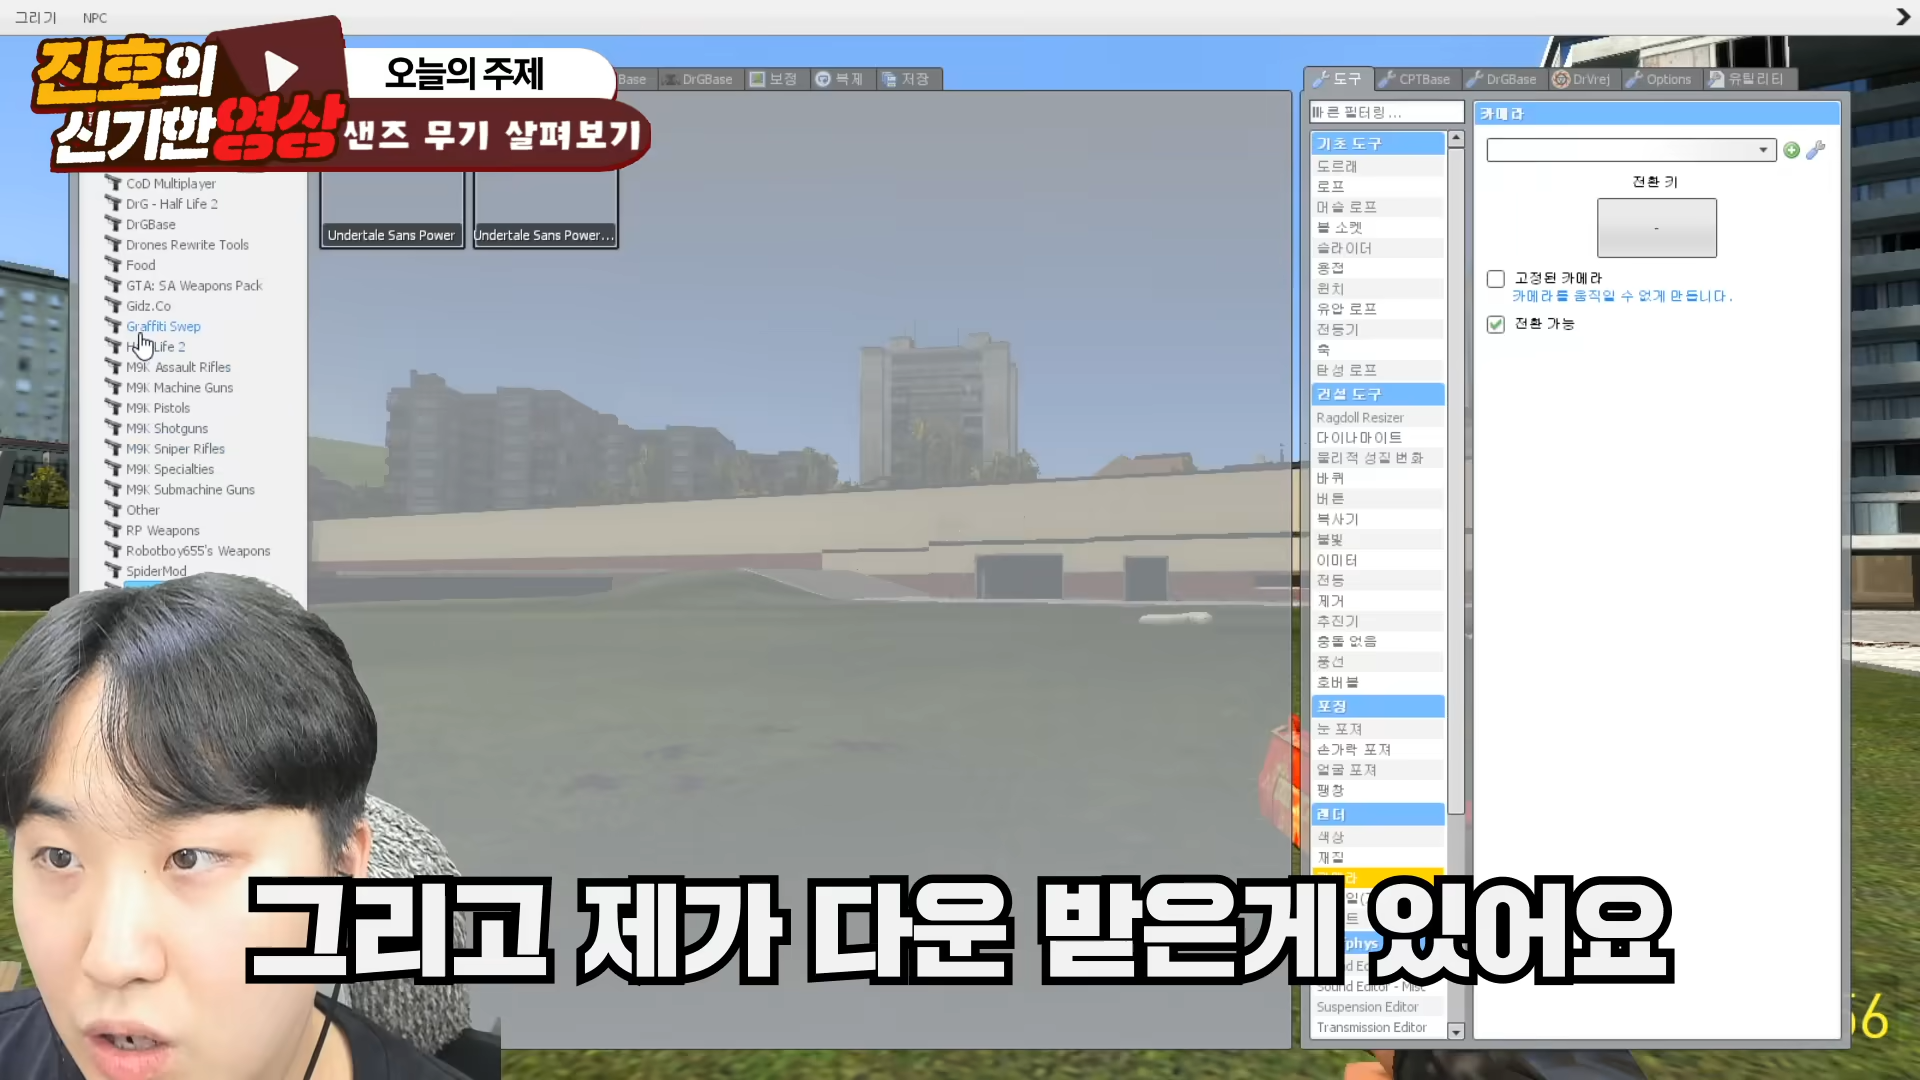 그리기 NPC
진호의
신기한영상
오늘의 주제
샌즈 무기 살펴보기
Base DrGBase 보정 복제 저장
CoD Multiplayer
DrG - Half Life 2
DrGBase
Drones Rewrite Tools
Food
GTA: SA Weapons Pack
Gidz.Co
Graffiti Swep
Life 2
M9K Assault Rifles
M9K Machine Guns
M9K Pistols
M9K Shotguns
M9K Sniper Rifles
M9K Specialties
M9K Submachine Guns
Other
RP Weapons
Robotboy655's Weapons
SpiderMod
Undertale Sans Power
Undertale Sans Power...
도구 CPTBase DrGBase DrVrej Options 유틸리티
빠른 필터링...
기초 도구
도르래
로프
머슬 로프
볼 소켓
슬라이더
용접
윈치
유압 로프
전동기
축
탄성 로프
건설 도구
Ragdoll Resizer
다이나마이트
물리적 성질 변화
바퀴
버튼
복사기
불빛
이미터
전등
제거
추진기
충돌 없음
풍선
호버볼
포징
눈 포져
손가락 포져
얼굴 포져
팽창
렌더
색상
재질
phys
Sound Editor - Misc
Suspension Editor
Transmission Editor
카메라
전환 키
-
고정된 카메라
카메라를 움직일 수 없게 만듭니다.
전환 가능
그리고 제가 다운 받은게 있어요